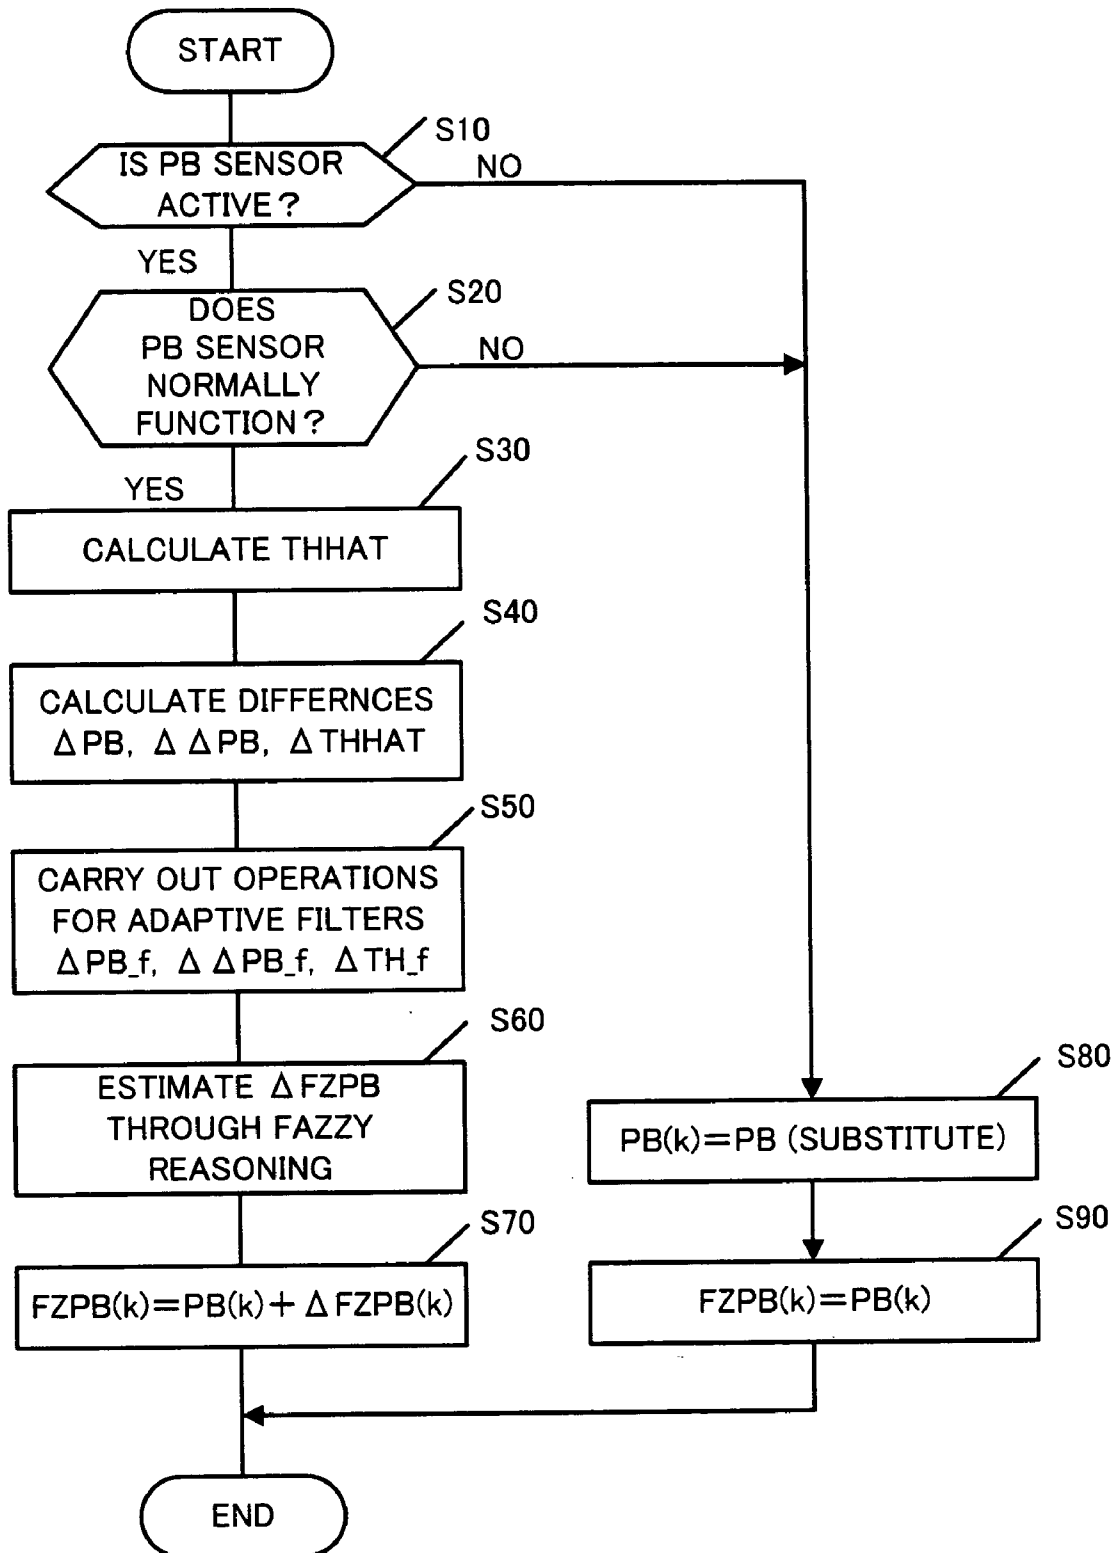 START
S10
IS PB SENSOR
ACTIVE?
NO
YES
S20
DOES
PB SENSOR
NORMALLY
FUNCTION?
NO
YES
S30
CALCULATE THHAT
S40
CALCULATE DIFFERNCES
ΔPB, ΔΔPB, ΔTHHAT
S50
CARRY OUT OPERATIONS
FOR ADAPTIVE FILTERS
ΔPB_f, ΔΔPB_f, ΔTH_f
S60
ESTIMATE ΔFZPB
THROUGH FAZZY
REASONING
S70
FZPB(k)=PB(k)+ΔFZPB(k)
S80
PB(k)=PB (SUBSTITUTE)
S90
FZPB(k)=PB(k)
END